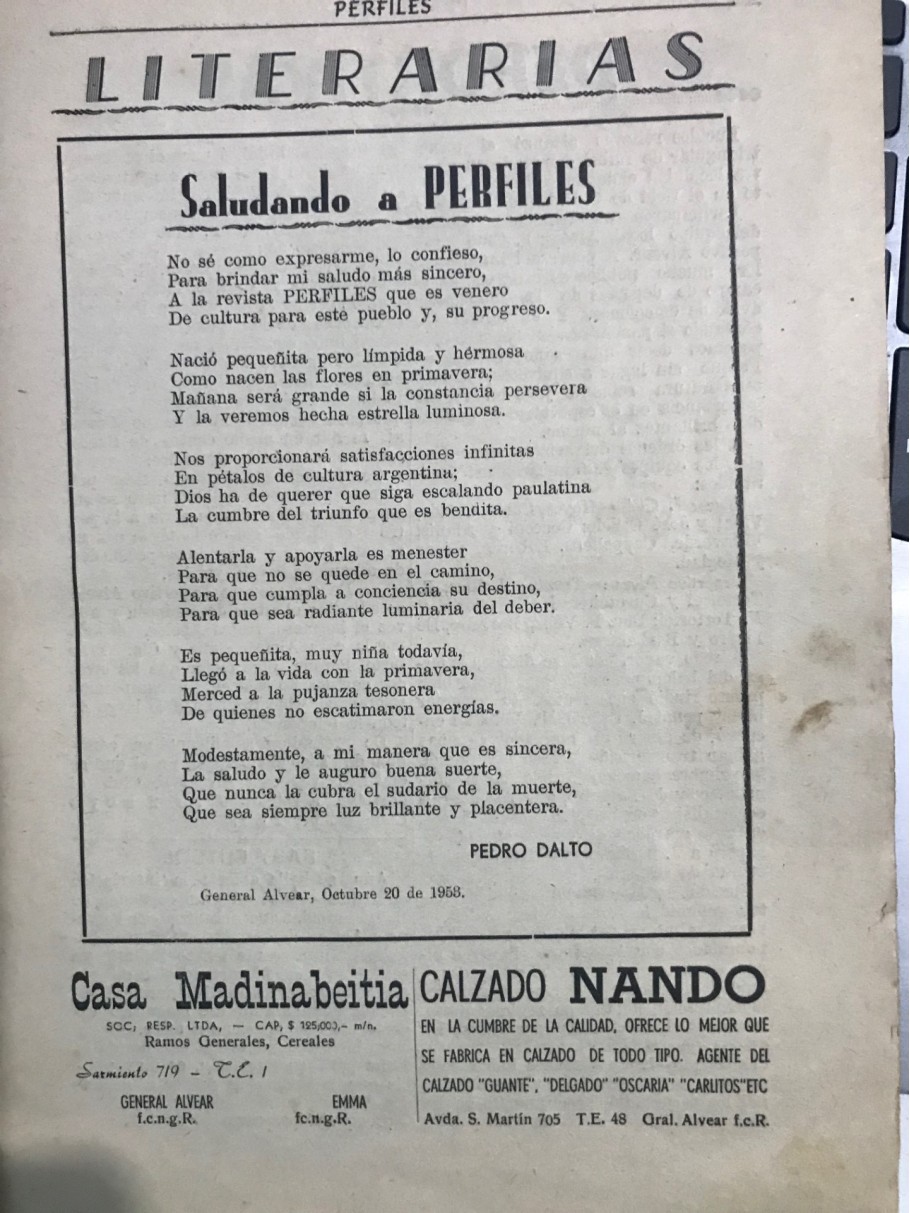 PERFILES
LITERARIAS
Saludando a PERFILES
No sé como expresarme, lo confieso,
Para brindar mi saludo más sincero,
A la revista PERFILES que es venero
De cultura para esté pueblo y, su progreso.
Nació pequeñita pero límpida y hérmosa
Como nacen las flores en primavera;
Mañana será grande si la constancia persevera
Y la veremos hecha estrella luminosa.
Nos proporcionará satisfacciones infinitas
En pétalos de cultura argentina;
Dios ha de querer que siga escalando paulatina
La cumbre del triunfo que es bendita.
Alentarla y apoyarla es menester
Para que no se quede en el camino,
Para que cumpla a conciencia su destino,
Para que sea radiante luminaria del deber.
Es pequeñita, muy niña todavía,
Llegó a la vida con la primavera,
Merced a la pujanza tesonera
De quienes no escatimaron energías.
Modestamente, a mi manera que es sincera,
La saludo y le auguro buena suerte,
Que nunca la cubra el sudario de la muerte,
Que sea siempre luz brillante y placentera.
PEDRO DALTO
General Alvear, Octubre 20 de 1958.
Casa Madinabeitia
SOC, RESP. LTDA, — CAP, $ 125,000,- m/n.
Ramos Generales, Cereales
Sarmiento 719 - T.E. 1
GENERAL ALVEAR EMMA
f.c.n.g.R. fc.n.g.R.
CALZADO NANDO
EN LA CUMBRE DE LA CALIDAD, OFRECE LO MEJOR QUE
SE FABRICA EN CALZADO DE TODO TIPO. AGENTE DEL
CALZADO "GUANTE", "DELGADO" "OSCARIA" "CARLITOS"ETC
Avda. S. Martín 705 T.E. 48 Gral. Alvear f.c.R.